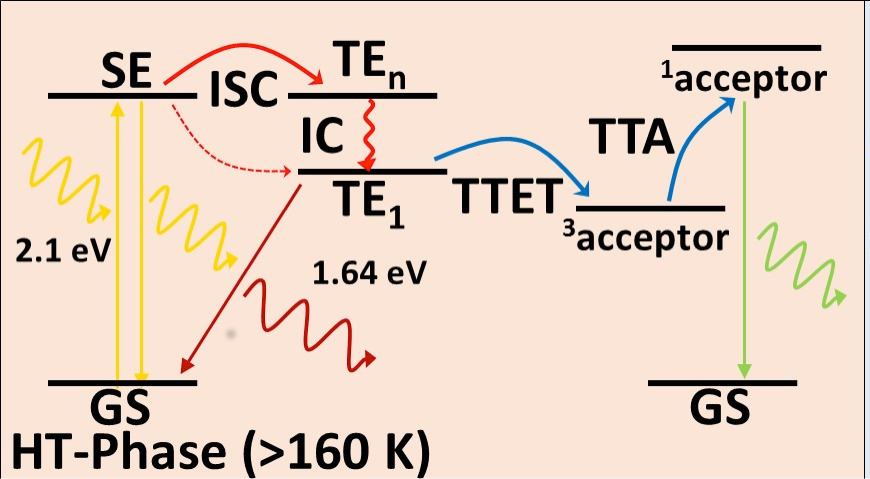 SE
ISC
TEn
¹acceptor
IC
TTA
TE1
TTET
³acceptor
2.1 eV
1.64 eV
GS
GS
HT-Phase (>160 K)